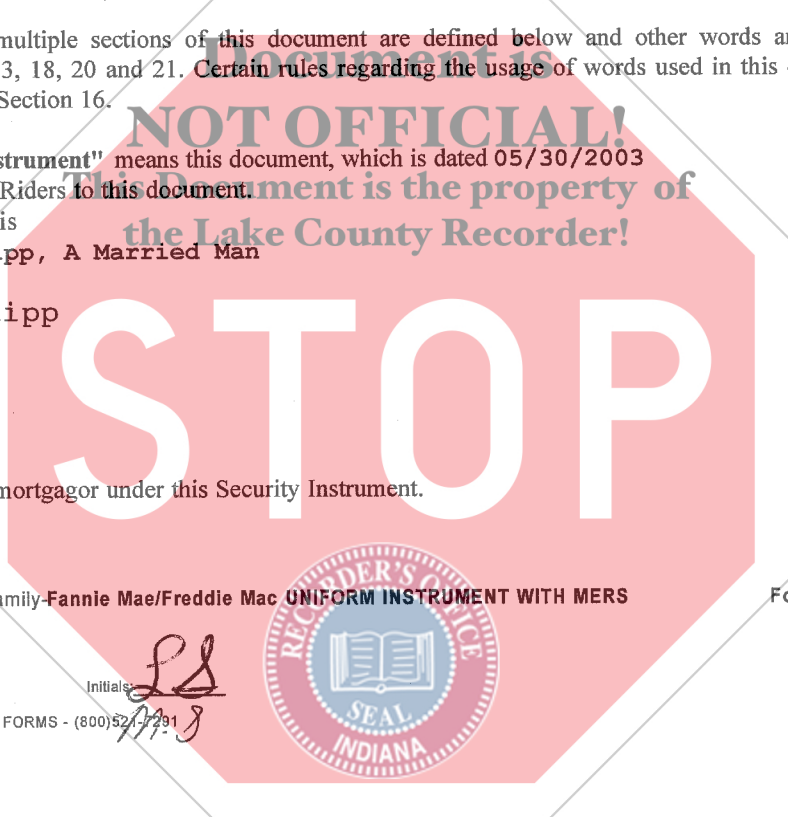 multiple sections of this document are defined below and other words
3, 18, 20 and 21. Certain rules regarding the usage of words used in this
Section 16.
Document is
NOT OFFICIAL!
This Document is the property of
the Lake County Recorder!
strument" means this document, which is dated 05/30/2003
Riders to this document.
is
pp, A Married Man
ipp
STOP
mortgagor under this Security Instrument.
amily-Fannie Mae/Freddie Mac UNIFORM INSTRUMENT WITH MERS
Fo
RECORDER'S OFFICE
SEAL
INDIANA
Initials:
FORMS - (800)521-7291